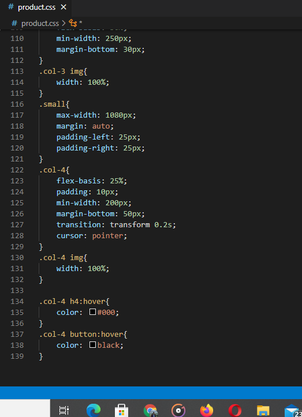 product.css
product.css > *
110 min-width: 250px;
111 margin-bottom: 30px;
112 }
113 .col-3 img{
114 width: 100%;
115 }
116 .small{
117 max-width: 1080px;
118 margin: auto;
119 padding-left: 25px;
120 padding-right: 25px;
121 }
122 .col-4{
123 flex-basis: 25%;
124 padding: 10px;
125 min-width: 200px;
126 margin-bottom: 50px;
127 transition: transform 0.2s;
128 cursor: pointer;
129 }
130 .col-4 img{
131 width: 100%;
132 }
133
134 .col-4 h4:hover{
135 color: #000;
136 }
137 .col-4 button:hover{
138 color: black;
139 }